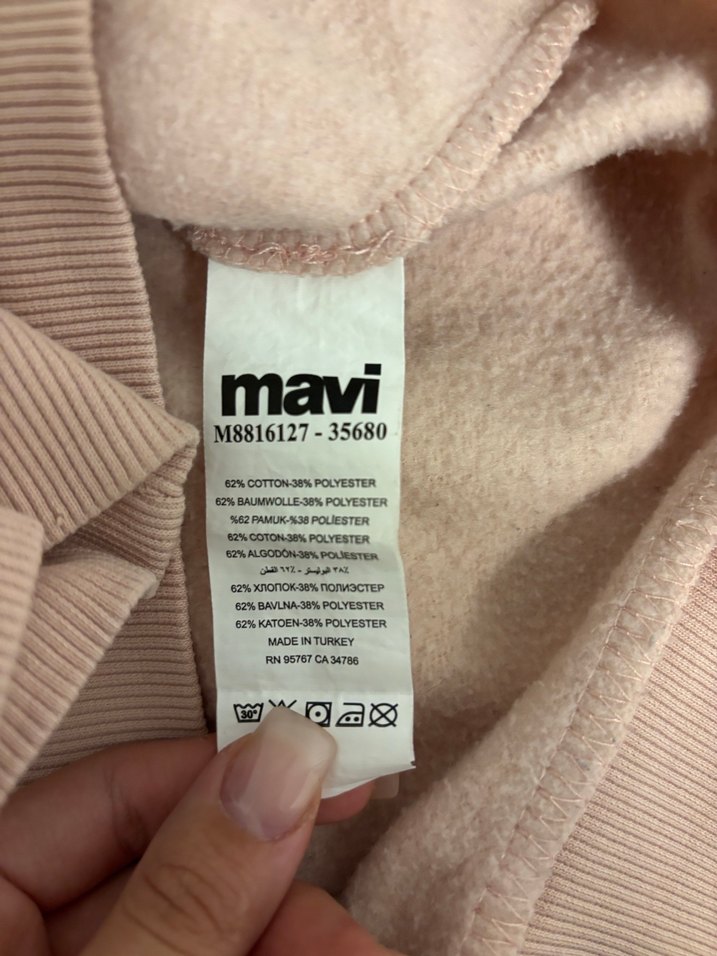 mavi
M8816127 - 35680
62% COTTON-38% POLYESTER
62% BAUMWOLLE-38% POLYESTER
%62 PAMUK-%38 POLİESTER
62% COTON-38% POLYESTER
62% ALGODÓN-38% POLİESTER
٣٨٪ البوليستر - ٦٢٪ القطن
62% ХЛОПОК-38% ПОЛИЭСТЕР
62% BAVLNA-38% POLYESTER
62% KATOEN-38% POLYESTER
MADE IN TURKEY
RN 95767 CA 34786
30°